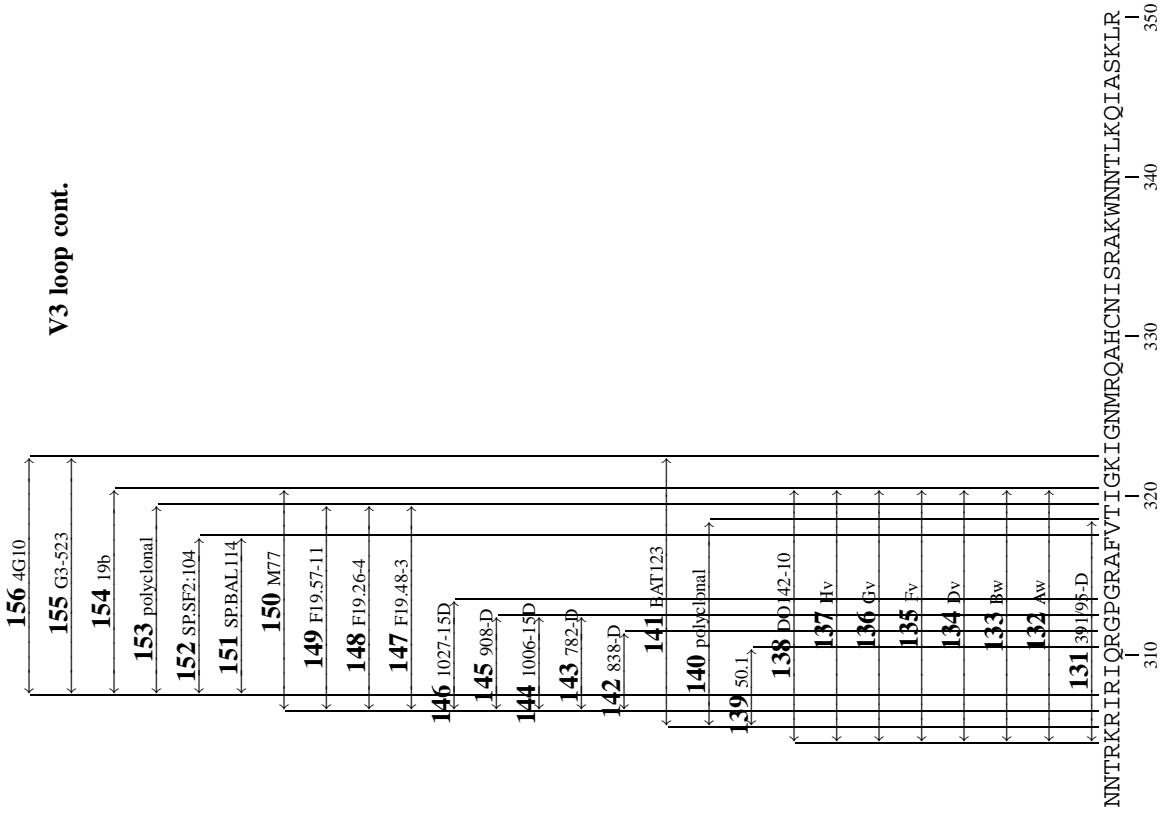 V3 loop cont.
156 4G10
155 G3-523
154 19b
153 polyclonal
152 SP.SF2:104
151 SP.BAL114
150 M77
149 F19.57-11
148 F19.26-4
147 F19.48-3
146 1027-15D
145 908-D
144 1006-15D
143 782-D
142 838-D
141 BAT123
140 polyclonal
139 50.1
138 DO142-10
137 Hv
136 Gv
135 Fv
134 Dv
133 Bw
132 Aw
131 391/95-D
NNTRKRIRIQRGPGRAFVTIGKIGNMRQAHCNISRAKWNNTLKQIASKLR
310 320 330 340 350